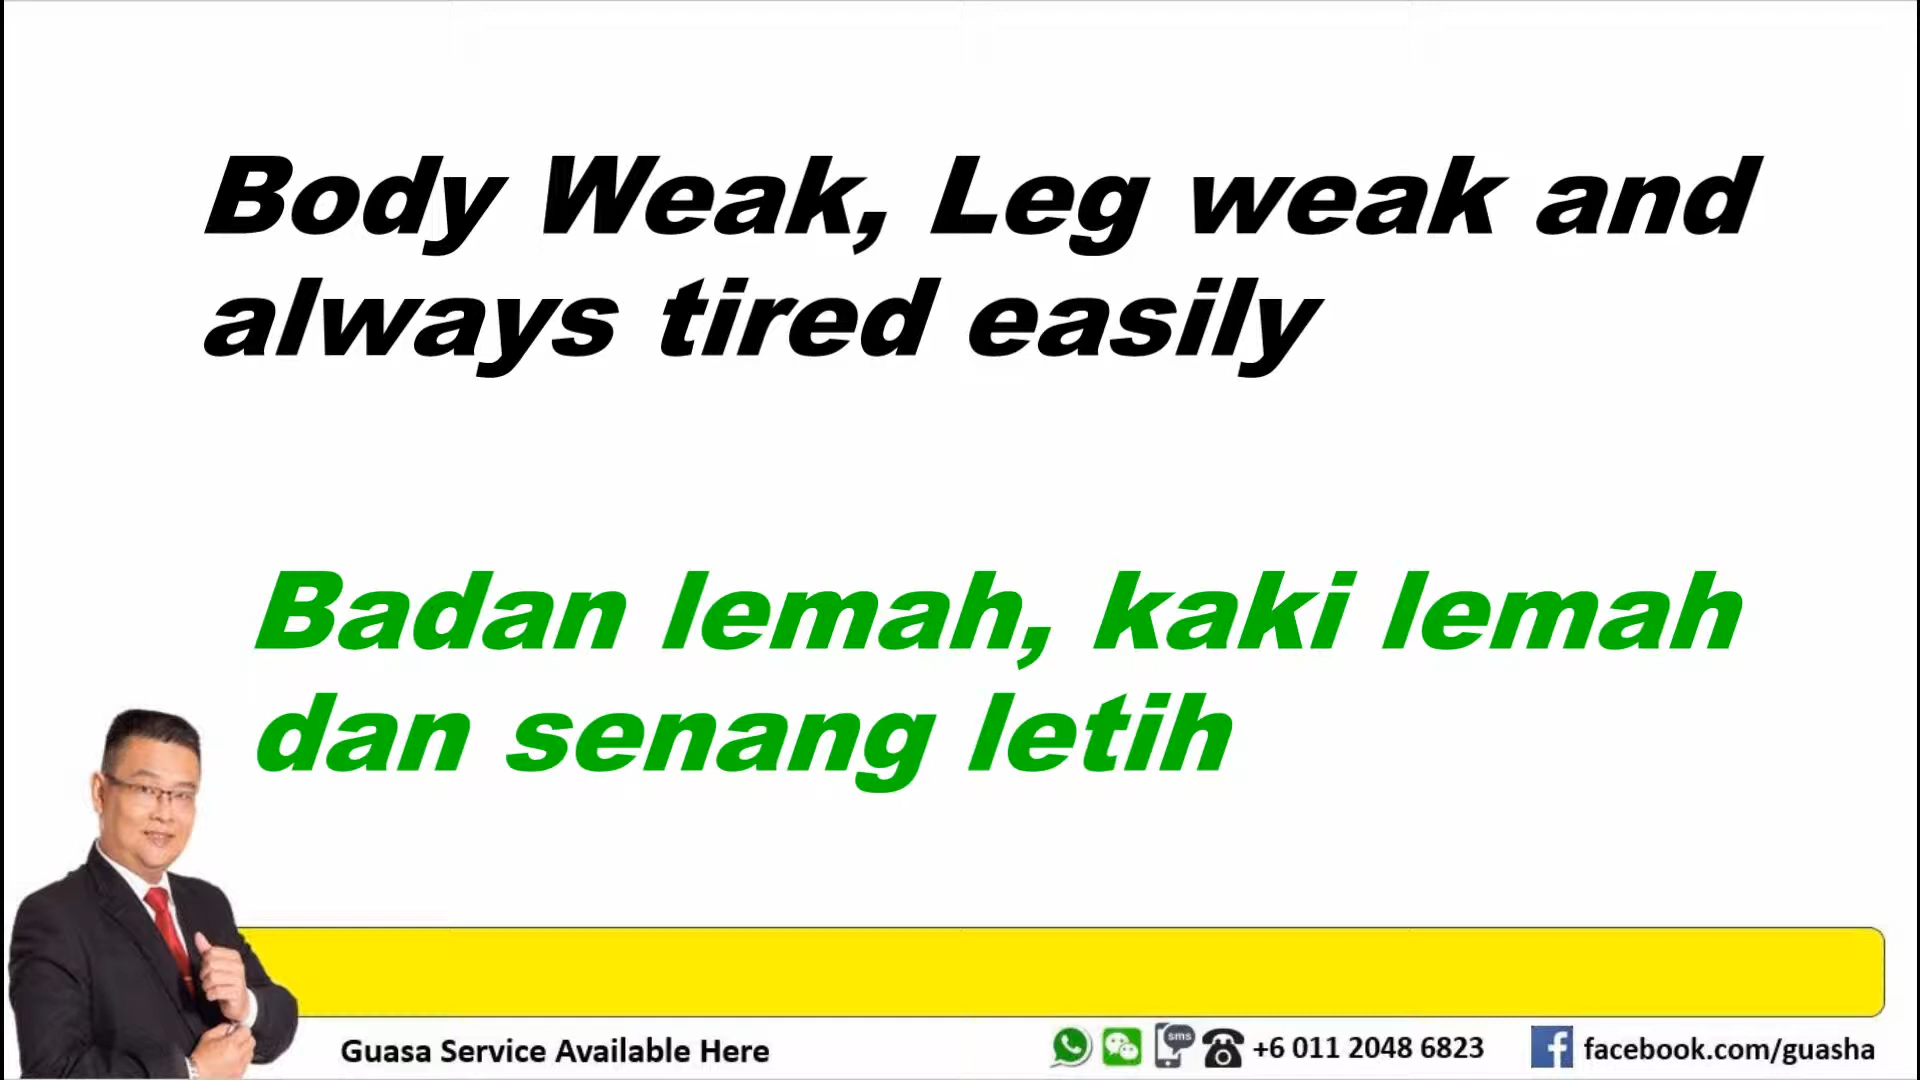 Body Weak, Leg weak and
always tired easily
Badan lemah, kaki lemah
dan senang letih
Guasa Service Available Here
sms
+6 011 2048 6823
facebook.com/guasha